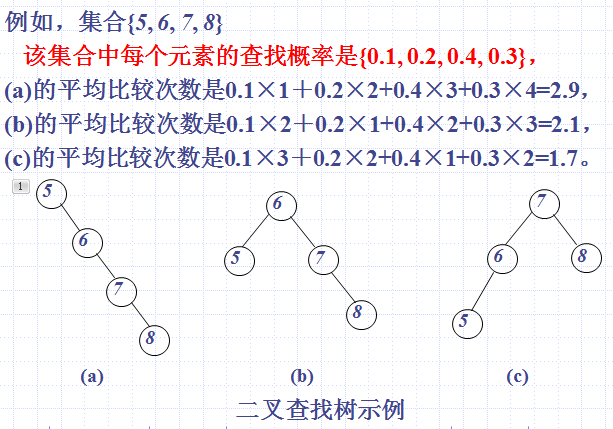 例如，集合{5, 6, 7, 8}
该集合中每个元素的查找概率是{0.1, 0.2, 0.4, 0.3}，
(a)的平均比较次数是0.1×1＋0.2×2+0.4×3+0.3×4=2.9，
(b)的平均比较次数是0.1×2＋0.2×1+0.4×2+0.3×3=2.1，
(c)的平均比较次数是0.1×3＋0.2×2+0.4×1+0.3×2=1.7。
1
5
6
7
8
(a)
6
5
7
8
(b)
7
6
8
5
(c)
二叉查找树示例